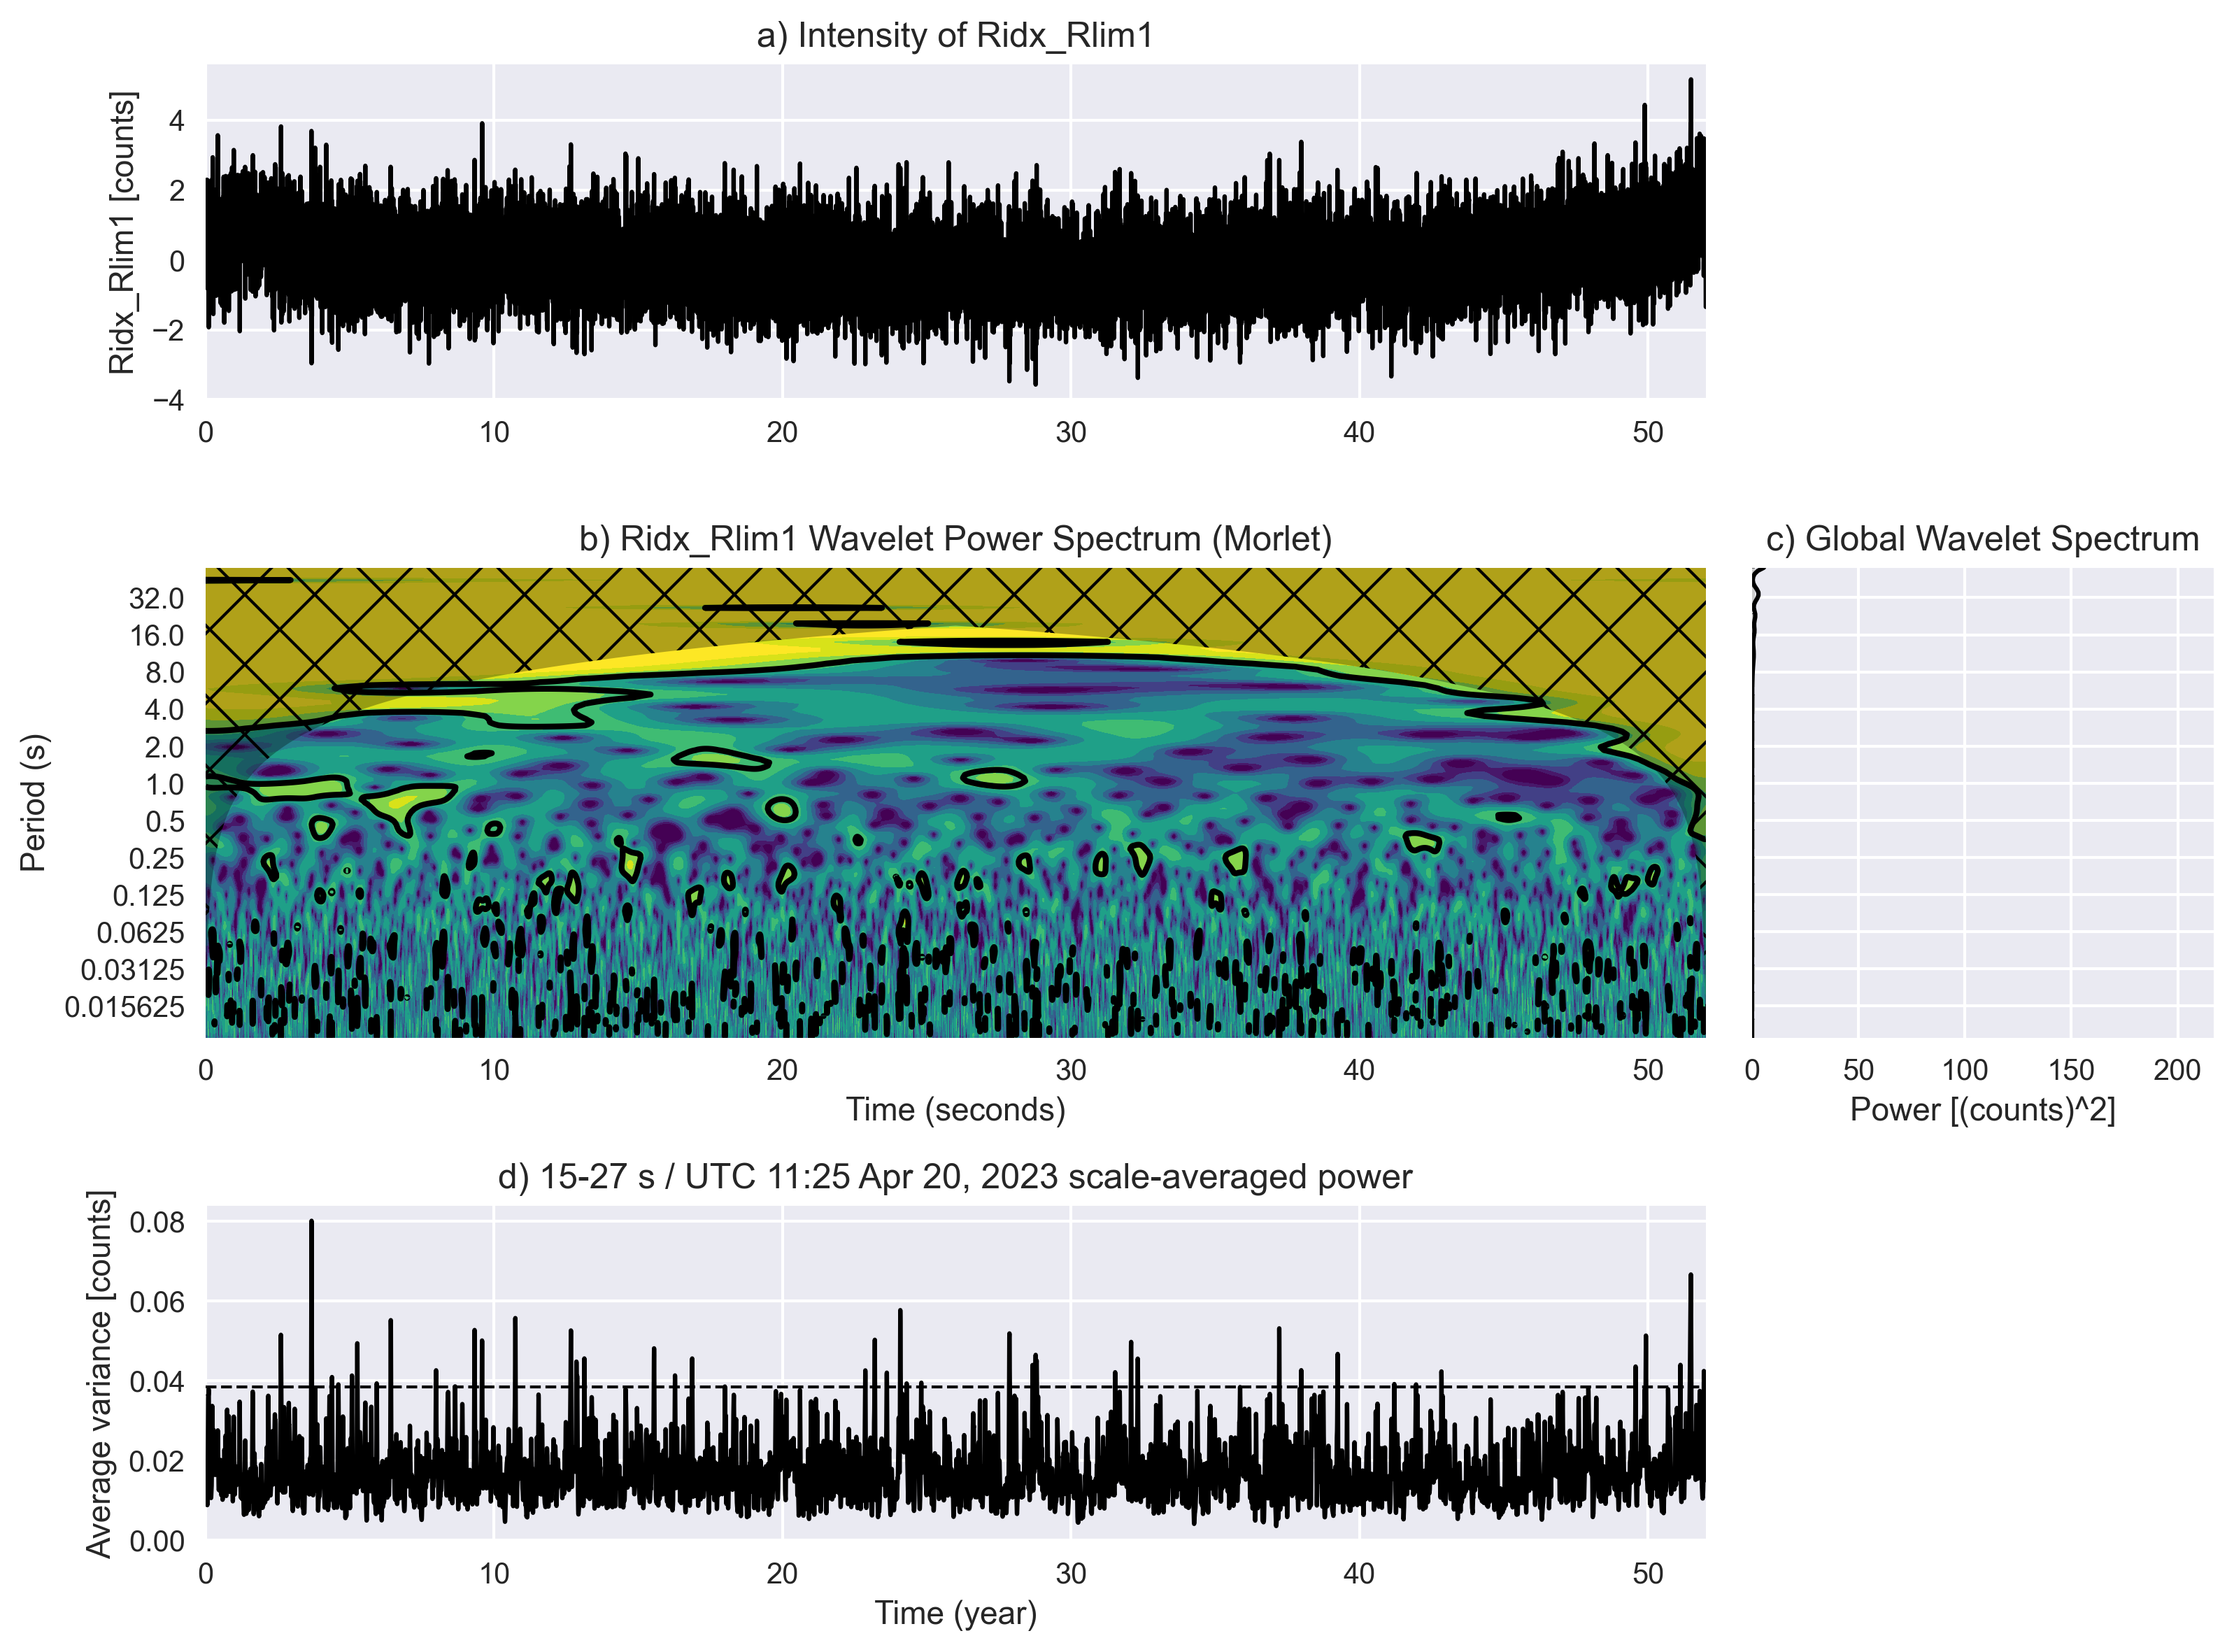 a) Intensity of Ridx_Rlim1
Ridx_Rlim1 [counts]
4
2
0
−2
−4
0 10 20 30 40 50
b) Ridx_Rlim1 Wavelet Power Spectrum (Morlet)
Period (s)
32.0
16.0
8.0
4.0
2.0
1.0
0.5
0.25
0.125
0.0625
0.03125
0.015625
0 10 20 30 40 50
Time (seconds)
c) Global Wavelet Spectrum
0 50 100 150 200
Power [(counts)^2]
d) 15-27 s / UTC 11:25 Apr 20, 2023 scale-averaged power
Average variance [counts]
0.08
0.06
0.04
0.02
0.00
0 10 20 30 40 50
Time (year)